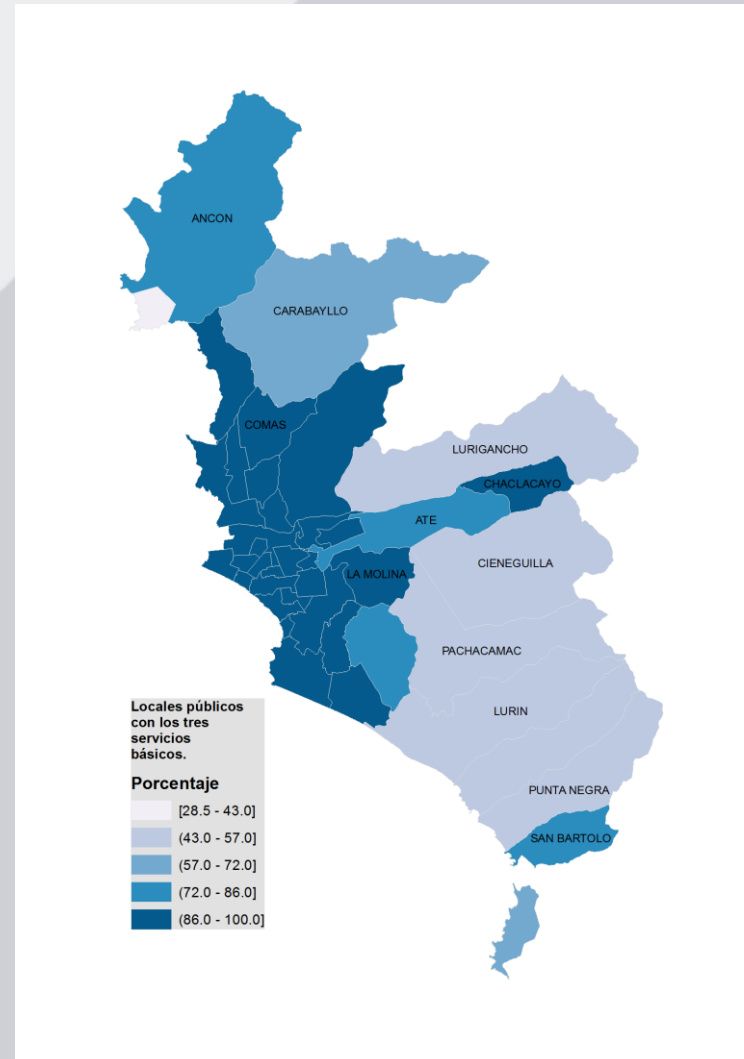 ANCON
CARABAYLLO
COMAS
LURIGANCHO
CHACLACAYO
ATE
CIENEGUILLA
LA MOLINA
PACHACAMAC
LURIN
PUNTA NEGRA
SAN BARTOLO
Locales públicos
con los tres
servicios
básicos.
Porcentaje
[28.5 - 43.0]
(43.0 - 57.0]
(57.0 - 72.0]
(72.0 - 86.0]
(86.0 - 100.0]